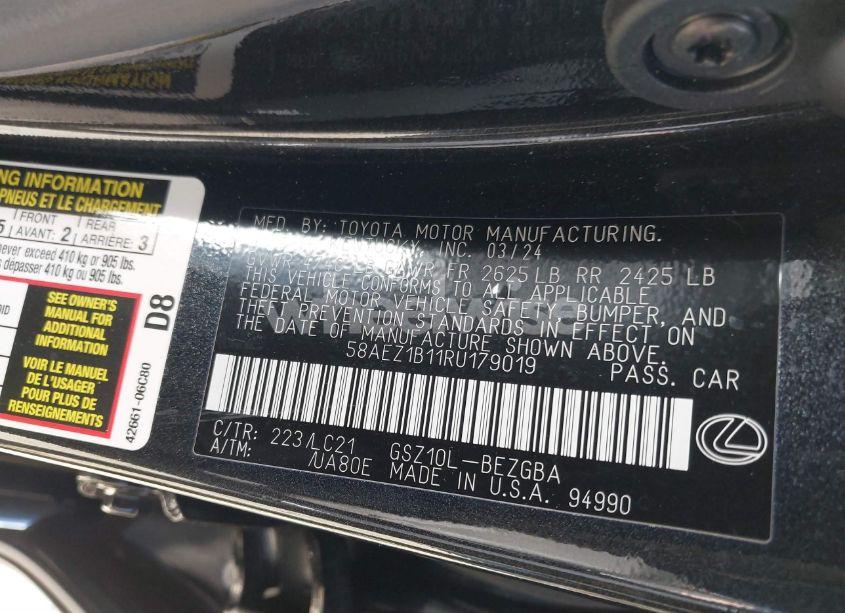 NG INFORMATION
PNEUS ET LE CHARGEMENT
5 FRONT AVANT: 2 REAR ARRIÈRE: 3
never exceed 410 kg or 905 lbs.
dépasser 410 kg ou 905 lbs.
SEE OWNER'S
MANUAL FOR
ADDITIONAL
INFORMATION
VOIR LE MANUEL
DE L'USAGER
POUR PLUS DE
RENSEIGNEMENTS
D8
42661-06C80
MFD. BY: TOYOTA MOTOR MANUFACTURING.
KENTUCKY, INC. 03/24
GVWR FR 2625 LB RR 2425 LB
THIS VEHICLE CONFORMS TO ALL APPLICABLE
FEDERAL MOTOR VEHICLE SAFETY, BUMPER, AND
THEFT PREVENTION STANDARDS IN EFFECT ON
THE DATE OF MANUFACTURE SHOWN ABOVE.
58AEZ1B11RU179019 PASS. CAR
C/TR: 223/LC21 GSZ10L-BEZGBA
A/TM: /UA80E MADE IN U.S.A. 94990